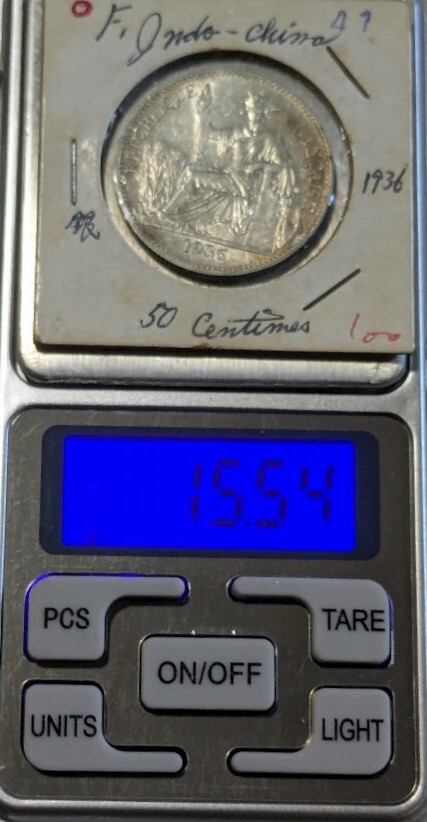 F. Indo-china
1936
銀
1936
50 Centimes
100
15.54
PCS
TARE
ON/OFF
UNITS
LIGHT